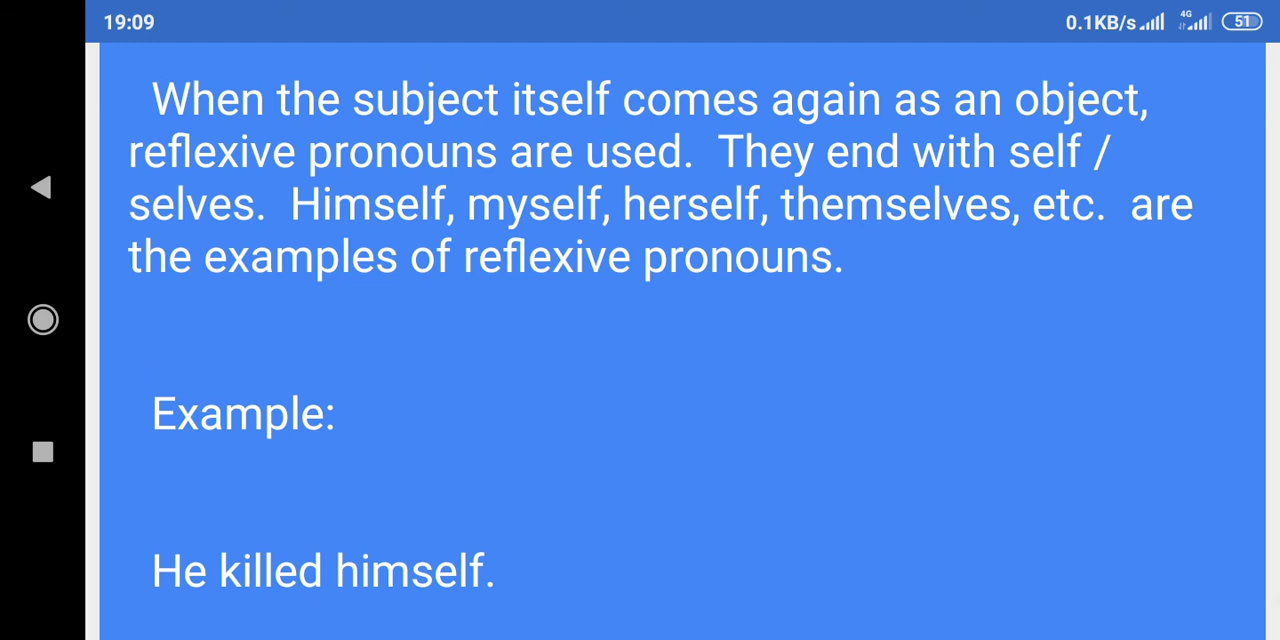 19:09 0.1KB/s 4G 51
When the subject itself comes again as an object,
reflexive pronouns are used. They end with self /
selves. Himself, myself, herself, themselves, etc. are
the examples of reflexive pronouns.
Example:
He killed himself.